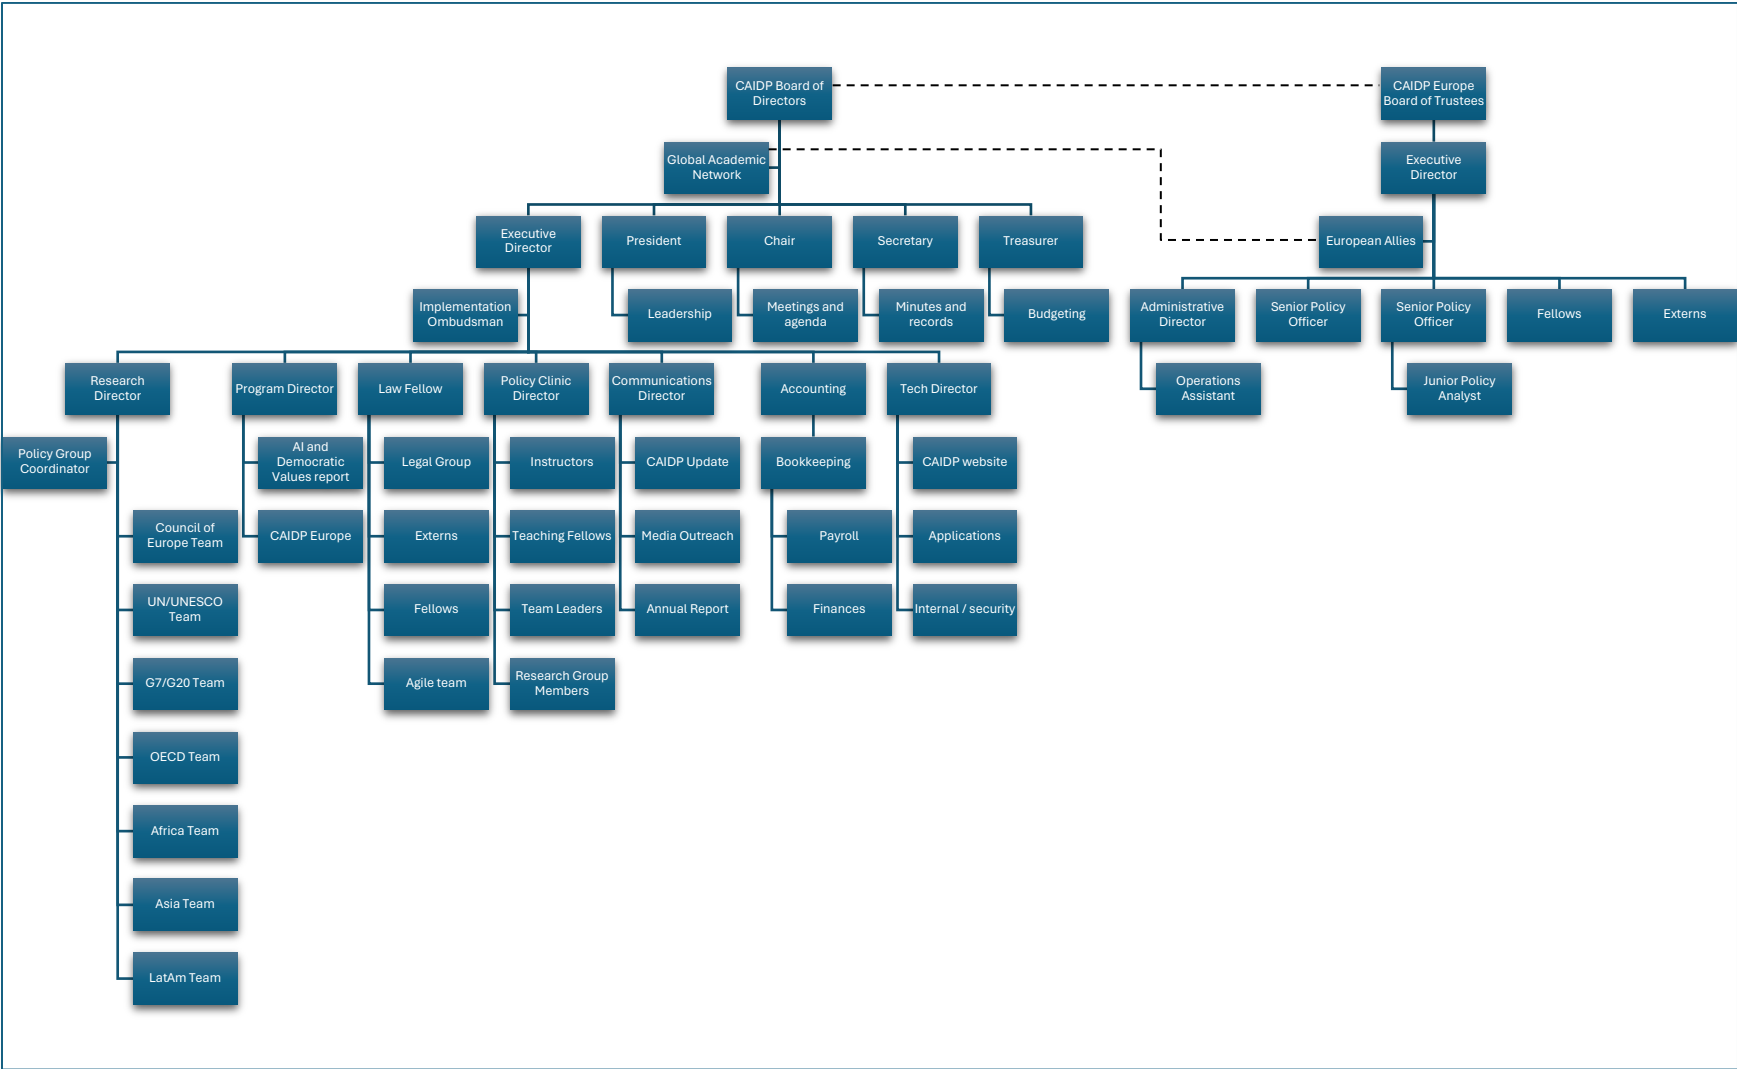 CAIDP Board of
Directors
CAIDP Europe
Board of Trustees
Global Academic
Network
Executive
Director
Executive
Director
President
Chair
Secretary
Treasurer
European Allies
Implementation
Ombudsman
Leadership
Meetings and
agenda
Minutes and
records
Budgeting
Administrative
Director
Senior Policy
Officer
Senior Policy
Officer
Fellows
Externs
Research
Director
Program Director
Law Fellow
Policy Clinic
Director
Communications
Director
Accounting
Tech Director
Operations
Assistant
Junior Policy
Analyst
Policy Group
Coordinator
AI and
Democratic
Values report
Legal Group
Instructors
CAIDP Update
Bookkeeping
CAIDP website
Council of
Europe Team
CAIDP Europe
Externs
Teaching Fellows
Media Outreach
Payroll
Applications
UN/UNESCO
Team
Fellows
Team Leaders
Annual Report
Finances
Internal / security
G7/G20 Team
Agile team
Research Group
Members
OECD Team
Africa Team
Asia Team
LatAm Team